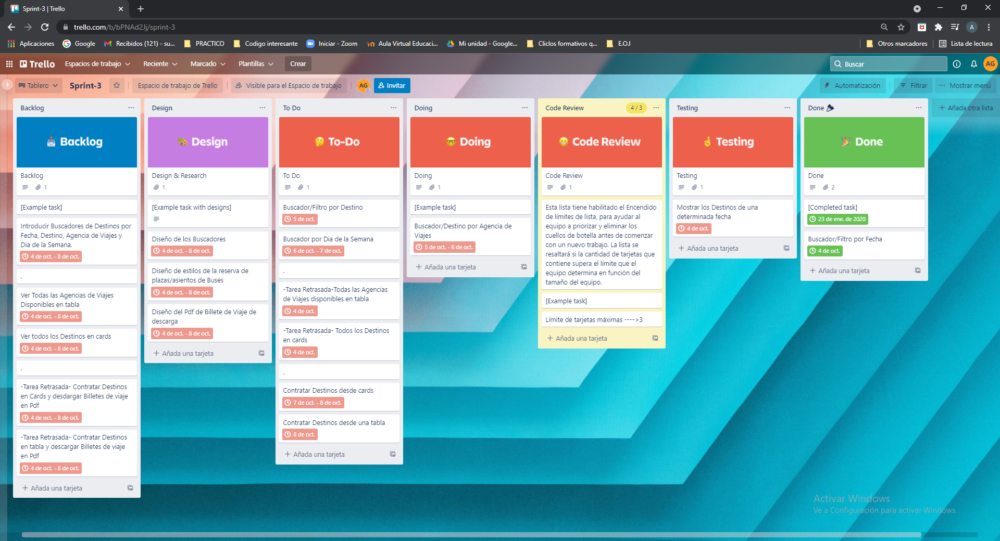 Sprint-3 | Trello
trello.com/b/bPNAd2Jj/sprint-3
A
Aplicaciones
Google
Recibidos (121) - su...
PRACTICO
Codigo interesante
Iniciar - Zoom
Aula Virtual Educaci...
Mi unidad - Google...
Cliclos formativos q...
E.O.I
Otros marcadores
Lista de lectura
Trello
Espacios de trabajo
Reciente
Marcado
Plantillas
Crear
Buscar
AG
Tablero
Sprint-3
Espacio de trabajo de Trello
Visible para el Espacio de trabajo
AG
Invitar
Automatización
Filtrar
Mostrar menú
Backlog
Backlog
Backlog
1
[Example task]
Introducir Buscadores de Destinos por
Fecha, Destino, Agencia de Viajes y
Dia de la Semana.
4 de oct. - 8 de oct.
.
Ver Todas las Agencias de Viajes
Disponibles en tabla
4 de oct. - 8 de oct.
Ver todos los Destinos en cards
4 de oct. - 8 de oct.
.
-Tarea Retrasada- Contratar Destinos
en Cards y desdargar Billetes de viaje
en Pdf
4 de oct. - 8 de oct.
-Tarea Retrasada- Contratar Destinos
en tabla y descargar Billetes de viaje
en Pdf
4 de oct. - 8 de oct.
+ Añada una tarjeta
Design
Design
Design & Research
1
[Example task with designs]
Diseño de los Buscadores
4 de oct. - 8 de oct.
Diseño de estilos de la reserva de
plazas/asientos de Buses
4 de oct. - 8 de oct.
Diseño del Pdf de Billete de Viaje de
descarga
4 de oct. - 8 de oct.
+ Añada una tarjeta
To Do
To-Do
To Do
1
Buscador/Filtro por Destino
5 de oct.
Buscador por Dia de la Semana
6 de oct. - 7 de oct.
.
-Tarea Retrasada-Todas las Agencias
de Viajes disponibles en tabla
4 de oct.
-Tarea Retrasada- Todos los Destinos
en cards
4 de oct.
.
Contratar Destinos desde cards
7 de oct. - 8 de oct.
Contratar Destinos desde una tabla
8 de oct.
+ Añada una tarjeta
Doing
Doing
Doing
1
[Example task]
Buscador/Destino por Agencia de
Viajes
5 de oct. - 6 de oct.
+ Añada una tarjeta
Code Review
4 / 3
Code Review
Code Review
1
Esta lista tiene habilitado el Encendido
de límites de lista, para ayudar al
equipo a priorizar y eliminar los
cuellos de botella antes de comenzar
con un nuevo trabajo. La lista se
resaltará si la cantidad de tarjetas que
contiene supera el límite que el
equipo determina en función del
tamaño del equipo.
[Example task]
Límite de tarjetas máximas ---->3
+ Añada una tarjeta
Testing
Testing
Testing
1
Mostrar los Destinos de una
determinada fecha
4 de oct.
+ Añada una tarjeta
Done
Done
Done
2
[Completed task]
23 de ene. de 2020
Buscador/Filtro por Fecha
4 de oct.
+ Añada una tarjeta
+ Añada otra lista
Activar Windows
Ve a Configuración para activar Windows.